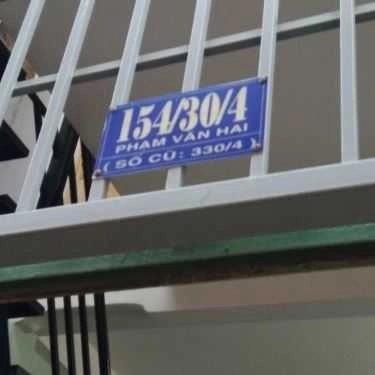 154/30/4
PHẠM VĂN HAI
( SỐ CŨ: 330/4 )